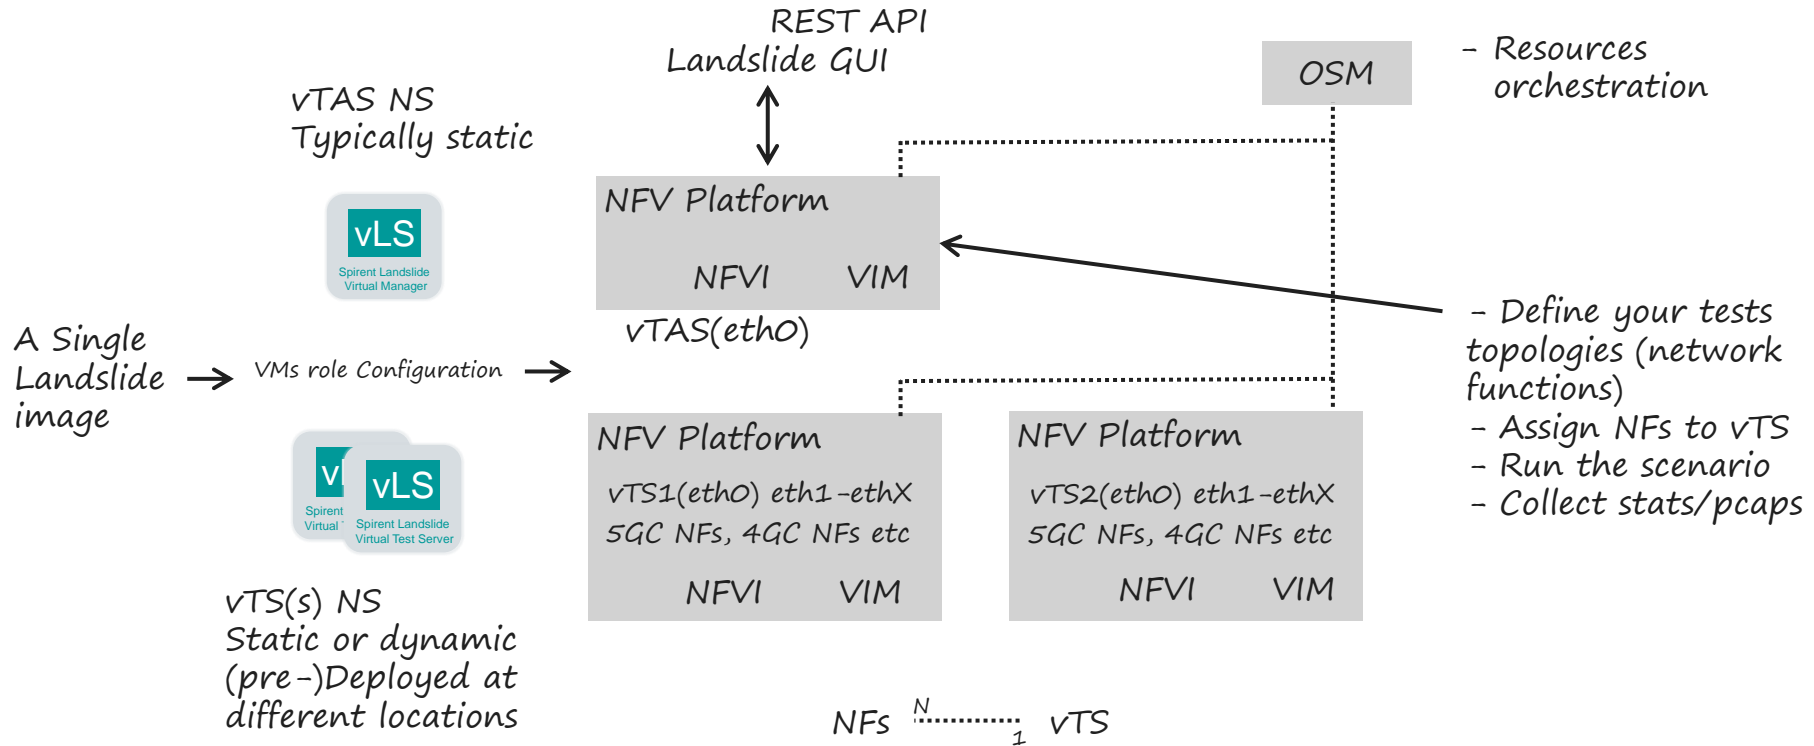 REST API
Landslide GUI
OSM
- Resources
orchestration
vTAS NS
Typically static
vLS
Spirent Landslide
Virtual Manager
NFV Platform
NFVI VIM
vTAS(eth0)
A Single
Landslide
image
VMs role Configuration
- Define your tests
topologies (network
functions)
- Assign NFs to vTS
- Run the scenario
- Collect stats/pcaps
Spirent
Virtual
vLS
Spirent Landslide
Virtual Test Server
vTS(s) NS
Static or dynamic
(pre-)Deployed at
different locations
NFV Platform
vTS1(eth0) eth1-ethX
5GC NFs, 4GC NFs etc
NFVI VIM
NFV Platform
vTS2(eth0) eth1-ethX
5GC NFs, 4GC NFs etc
NFVI VIM
NFs N 1 vTS